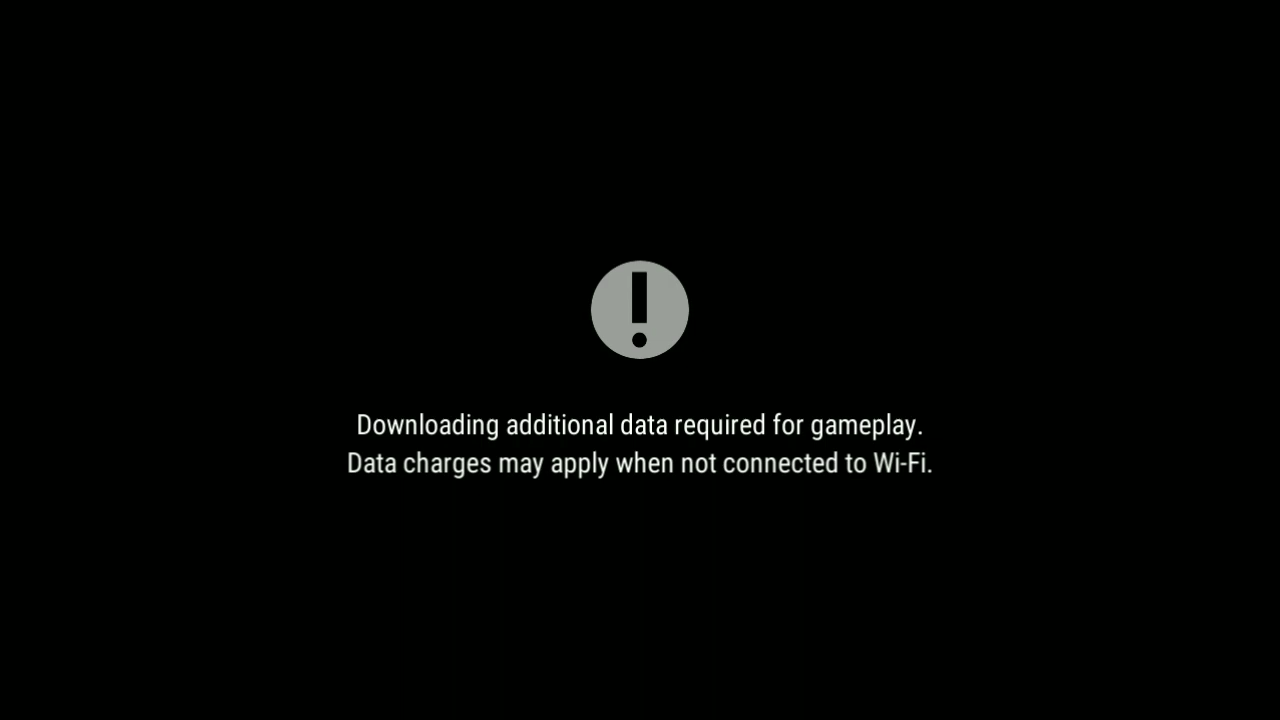 Downloading additional data required for gameplay.
Data charges may apply when not connected to Wi-Fi.